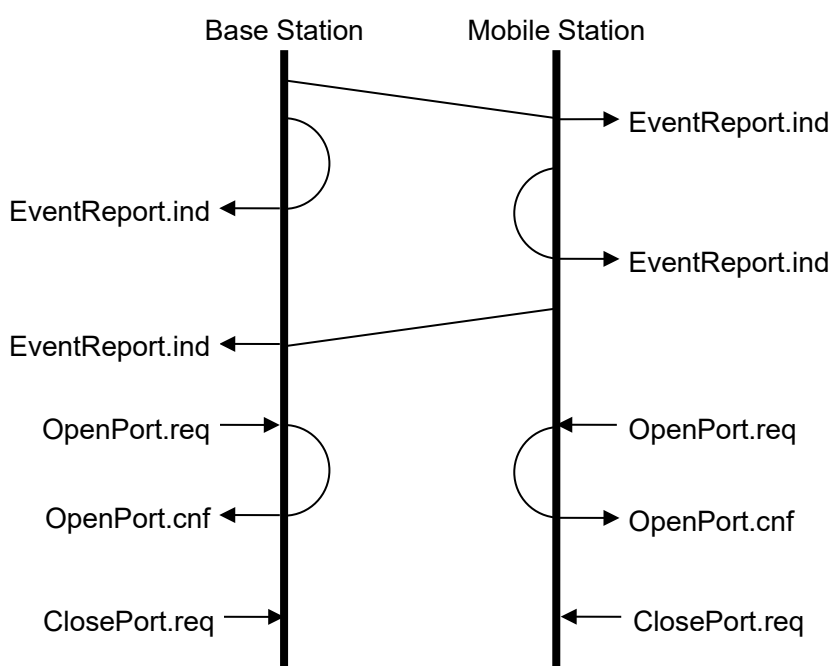 Base Station Mobile Station
EventReport.ind
EventReport.ind
EventReport.ind
EventReport.ind
OpenPort.req OpenPort.req
OpenPort.cnf OpenPort.cnf
ClosePort.req ClosePort.req